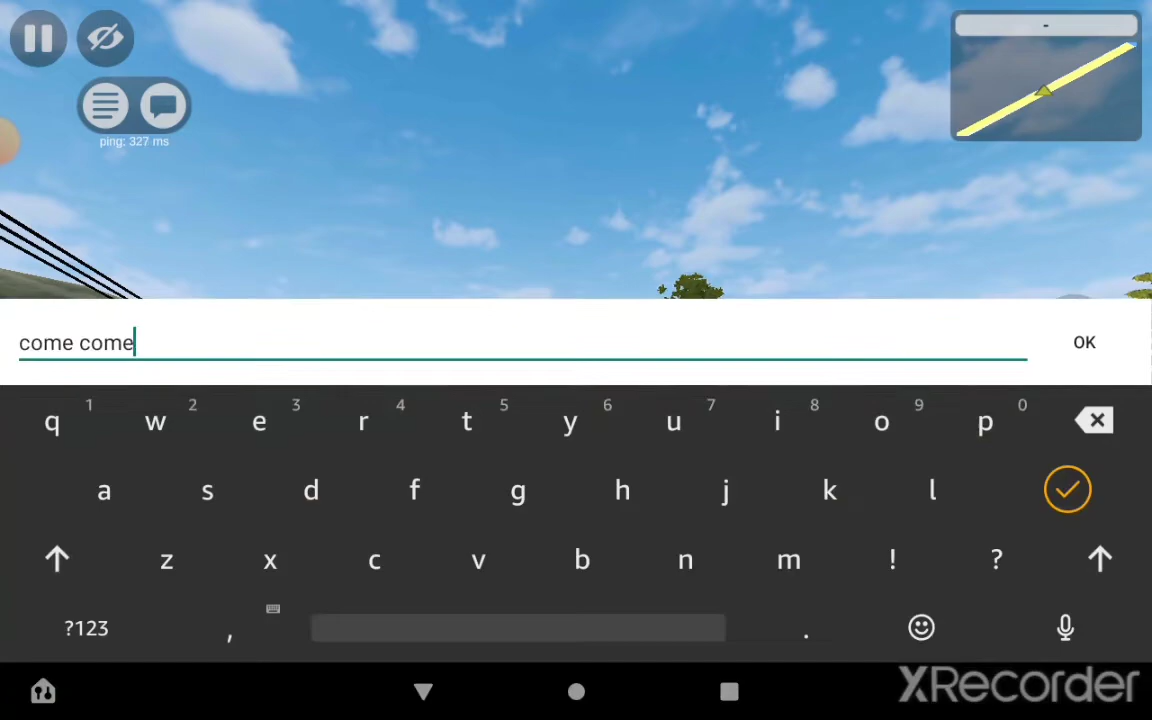 -
ping: 327 ms
come come
OK
1 2 3 4 5 6 7 8 9 0
q w e r t y u i o p
a s d f g h j k l
z x c v b n m ! ?
?123 , .
XRecorder